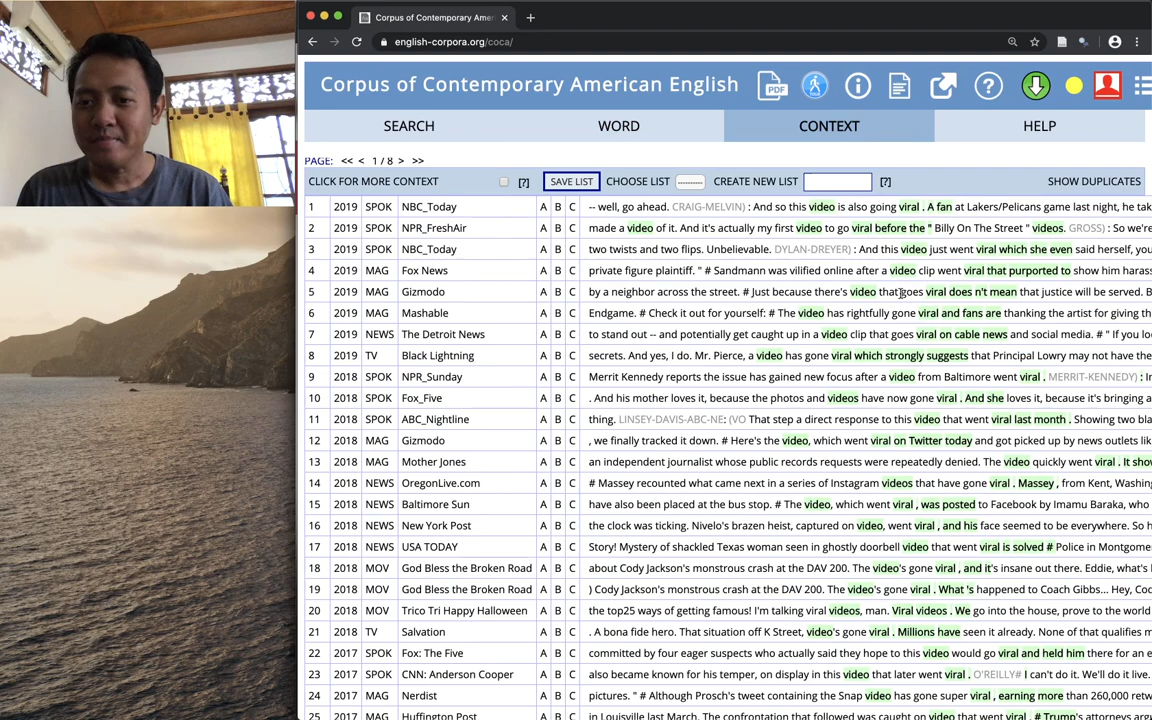 Corpus of Contemporary Amer
english-corpora.org/coca/
Corpus of Contemporary American English
PDF
SEARCH WORD CONTEXT HELP
PAGE: << < 1 / 8 > >>
CLICK FOR MORE CONTEXT [?] SAVE LIST CHOOSE LIST ---------- CREATE NEW LIST [?] SHOW DUPLICATES
1 2019 SPOK NBC_Today A B C -- well, go ahead. CRAIG-MELVIN) : And so this video is also going viral . A fan at Lakers/Pelicans game last night, he tak
2 2019 SPOK NPR_FreshAir A B C made a video of it. And it's actually my first video to go viral before the " Billy On The Street " videos. GROSS) : So we're
3 2019 SPOK NBC_Today A B C two twists and two flips. Unbelievable. DYLAN-DREYER) : And this video just went viral which she even said herself, you
4 2019 MAG Fox News A B C private figure plaintiff. " # Sandmann was vilified online after a video clip went viral that purported to show him haras
5 2019 MAG Gizmodo A B C by a neighbor across the street. # Just because there's video that goes viral does n't mean that justice will be served. B
6 2019 MAG Mashable A B C Endgame. # Check it out for yourself: # The video has rightfully gone viral and fans are thanking the artist for giving th
7 2019 NEWS The Detroit News A B C to stand out -- and potentially get caught up in a video clip that goes viral on cable news and social media. # " If you lo
8 2019 TV Black Lightning A B C secrets. And yes, I do. Mr. Pierce, a video has gone viral which strongly suggests that Principal Lowry may not have the
9 2018 SPOK NPR_Sunday A B C Merrit Kennedy reports the issue has gained new focus after a video from Baltimore went viral . MERRIT-KENNEDY) : In
10 2018 SPOK Fox_Five A B C . And his mother loves it, because the photos and videos have now gone viral . And she loves it, because it's bringing a
11 2018 SPOK ABC_Nightline A B C thing. LINSEY-DAVIS-ABC-NE: (VO That step a direct response to this video that went viral last month . Showing two bla
12 2018 MAG Gizmodo A B C , we finally tracked it down. # Here's the video, which went viral on Twitter today and got picked up by news outlets lik
13 2018 MAG Mother Jones A B C an independent journalist whose public records requests were repeatedly denied. The video quickly went viral . It show
14 2018 NEWS OregonLive.com A B C # Massey recounted what came next in a series of Instagram videos that have gone viral . Massey , from Kent, Washing
15 2018 NEWS Baltimore Sun A B C have also been placed at the bus stop. # The video, which went viral , was posted to Facebook by Imamu Baraka, who
16 2018 NEWS New York Post A B C the clock was ticking. Nivelo's brazen heist, captured on video, went viral , and his face seemed to be everywhere. So h
17 2018 NEWS USA TODAY A B C Story! Mystery of shackled Texas woman seen in ghostly doorbell video that went viral is solved # Police in Montgome
18 2018 MOV God Bless the Broken Road A B C about Cody Jackson's monstrous crash at the DAV 200. The video's gone viral , and it's insane out there. Eddie, what's
19 2018 MOV God Bless the Broken Road A B C ) Cody Jackson's monstrous crash at the DAV 200. The video's gone viral . What 's happened to Coach Gibbs... Hey, Coc
20 2018 MOV Trico Tri Happy Halloween A B C the top25 ways of getting famous! I'm talking viral videos, man. Viral videos . We go into the house, prove to the world
21 2018 TV Salvation A B C . A bona fide hero. That situation off K Street, video's gone viral . Millions have seen it already. None of that qualifies m
22 2017 SPOK Fox: The Five A B C committed by four eager suspects who actually said they hope to this video would go viral and held him there for an e
23 2017 SPOK CNN: Anderson Cooper A B C also became known for his temper, on display in this video that later went viral . O'REILLY# I can't do it. We'll do it live.
24 2017 MAG Nerdist A B C pictures. " # Although Prosch's tweet containing the Snap video has gone super viral , earning more than 260,000 retw
25 2017 MAG Huffington Post A B C in Louisville last March. The confrontation that followed was caught on video that went viral . # Trump's attorneys arg